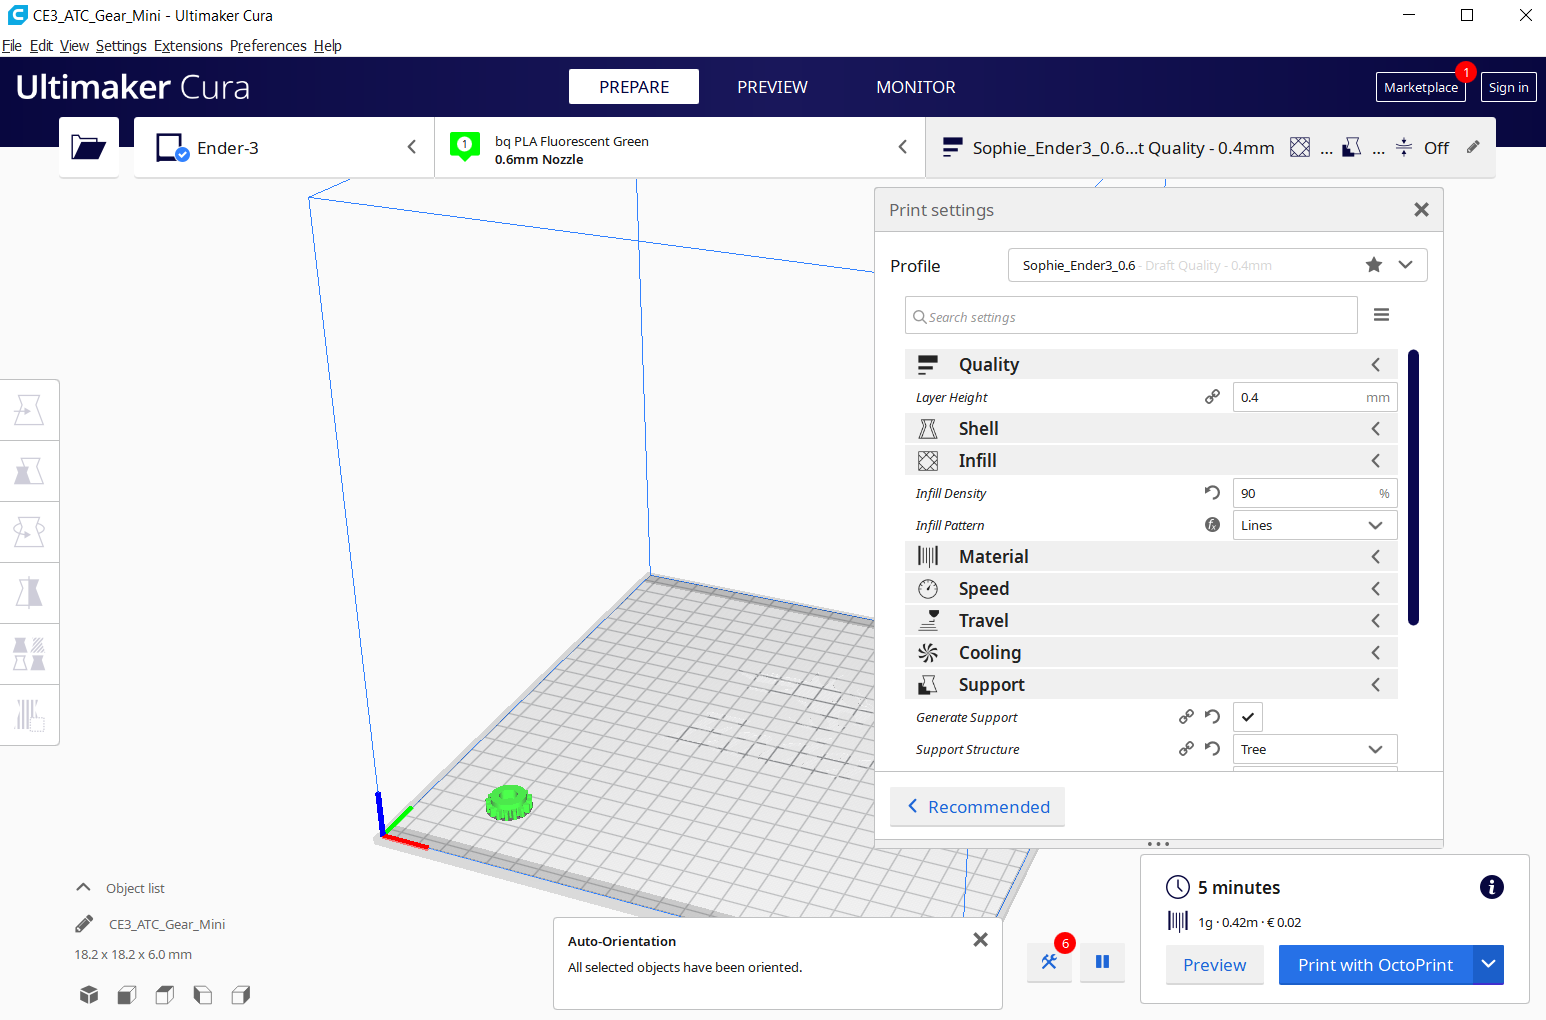 CE3_ATC_Gear_Mini - Ultimaker Cura
File Edit View Settings Extensions Preferences Help
Ultimaker Cura
PREPARE
PREVIEW
MONITOR
Marketplace
1
Sign in
Ender-3
1
bq PLA Fluorescent Green
0.6mm Nozzle
Sophie_Ender3_0.6...t Quality - 0.4mm
...
...
Off
Print settings
Profile
Sophie_Ender3_0.6 - Draft Quality - 0.4mm
Search settings
Quality
Layer Height
0.4 mm
Shell
Infill
Infill Density
90 %
Infill Pattern
Lines
Material
Speed
Travel
Cooling
Support
Generate Support
Support Structure
Tree
Recommended
Object list
CE3_ATC_Gear_Mini
18.2 x 18.2 x 6.0 mm
Auto-Orientation
All selected objects have been oriented.
6
5 minutes
1g · 0.42m · € 0.02
Preview
Print with OctoPrint